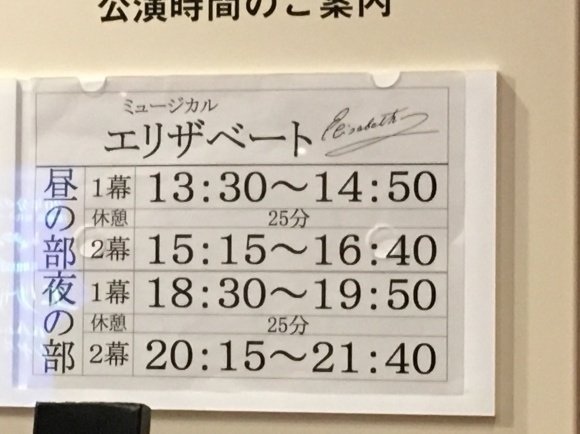 公演時間のご案内
ミュージカル
エリザベート Elisabeth
昼の部
1幕 13:30〜14:50
休憩 25分
2幕 15:15〜16:40
夜の部
1幕 18:30〜19:50
休憩 25分
2幕 20:15〜21:40